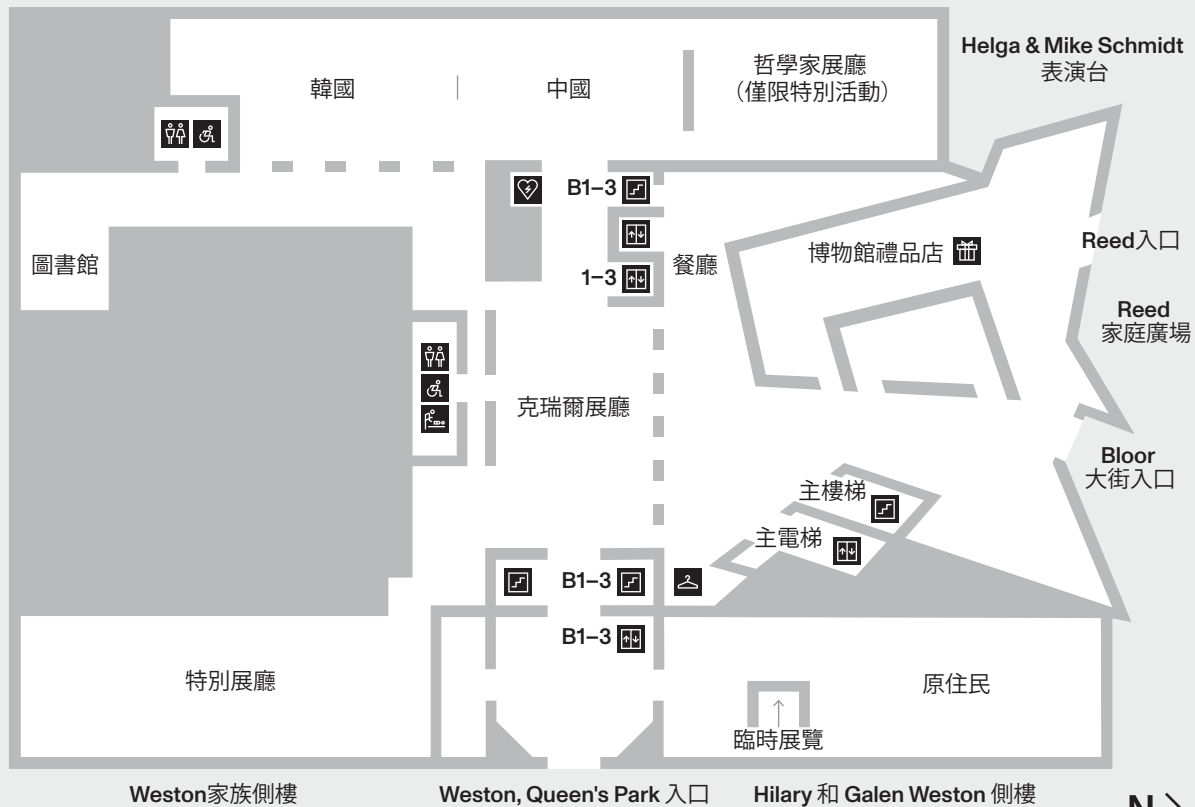 Helga & Mike Schmidt
表演台
韓國
中國
哲學家展廳
(僅限特別活動)
B1–3
圖書館
1–3
餐廳
博物館禮品店
Reed入口
Reed
家庭廣場
克瑞爾展廳
Bloor
大街入口
主樓梯
主電梯
B1–3
B1–3
特別展廳
原住民
臨時展覽
Weston家族側樓
Weston, Queen's Park 入口
Hilary 和 Galen Weston 側樓
N